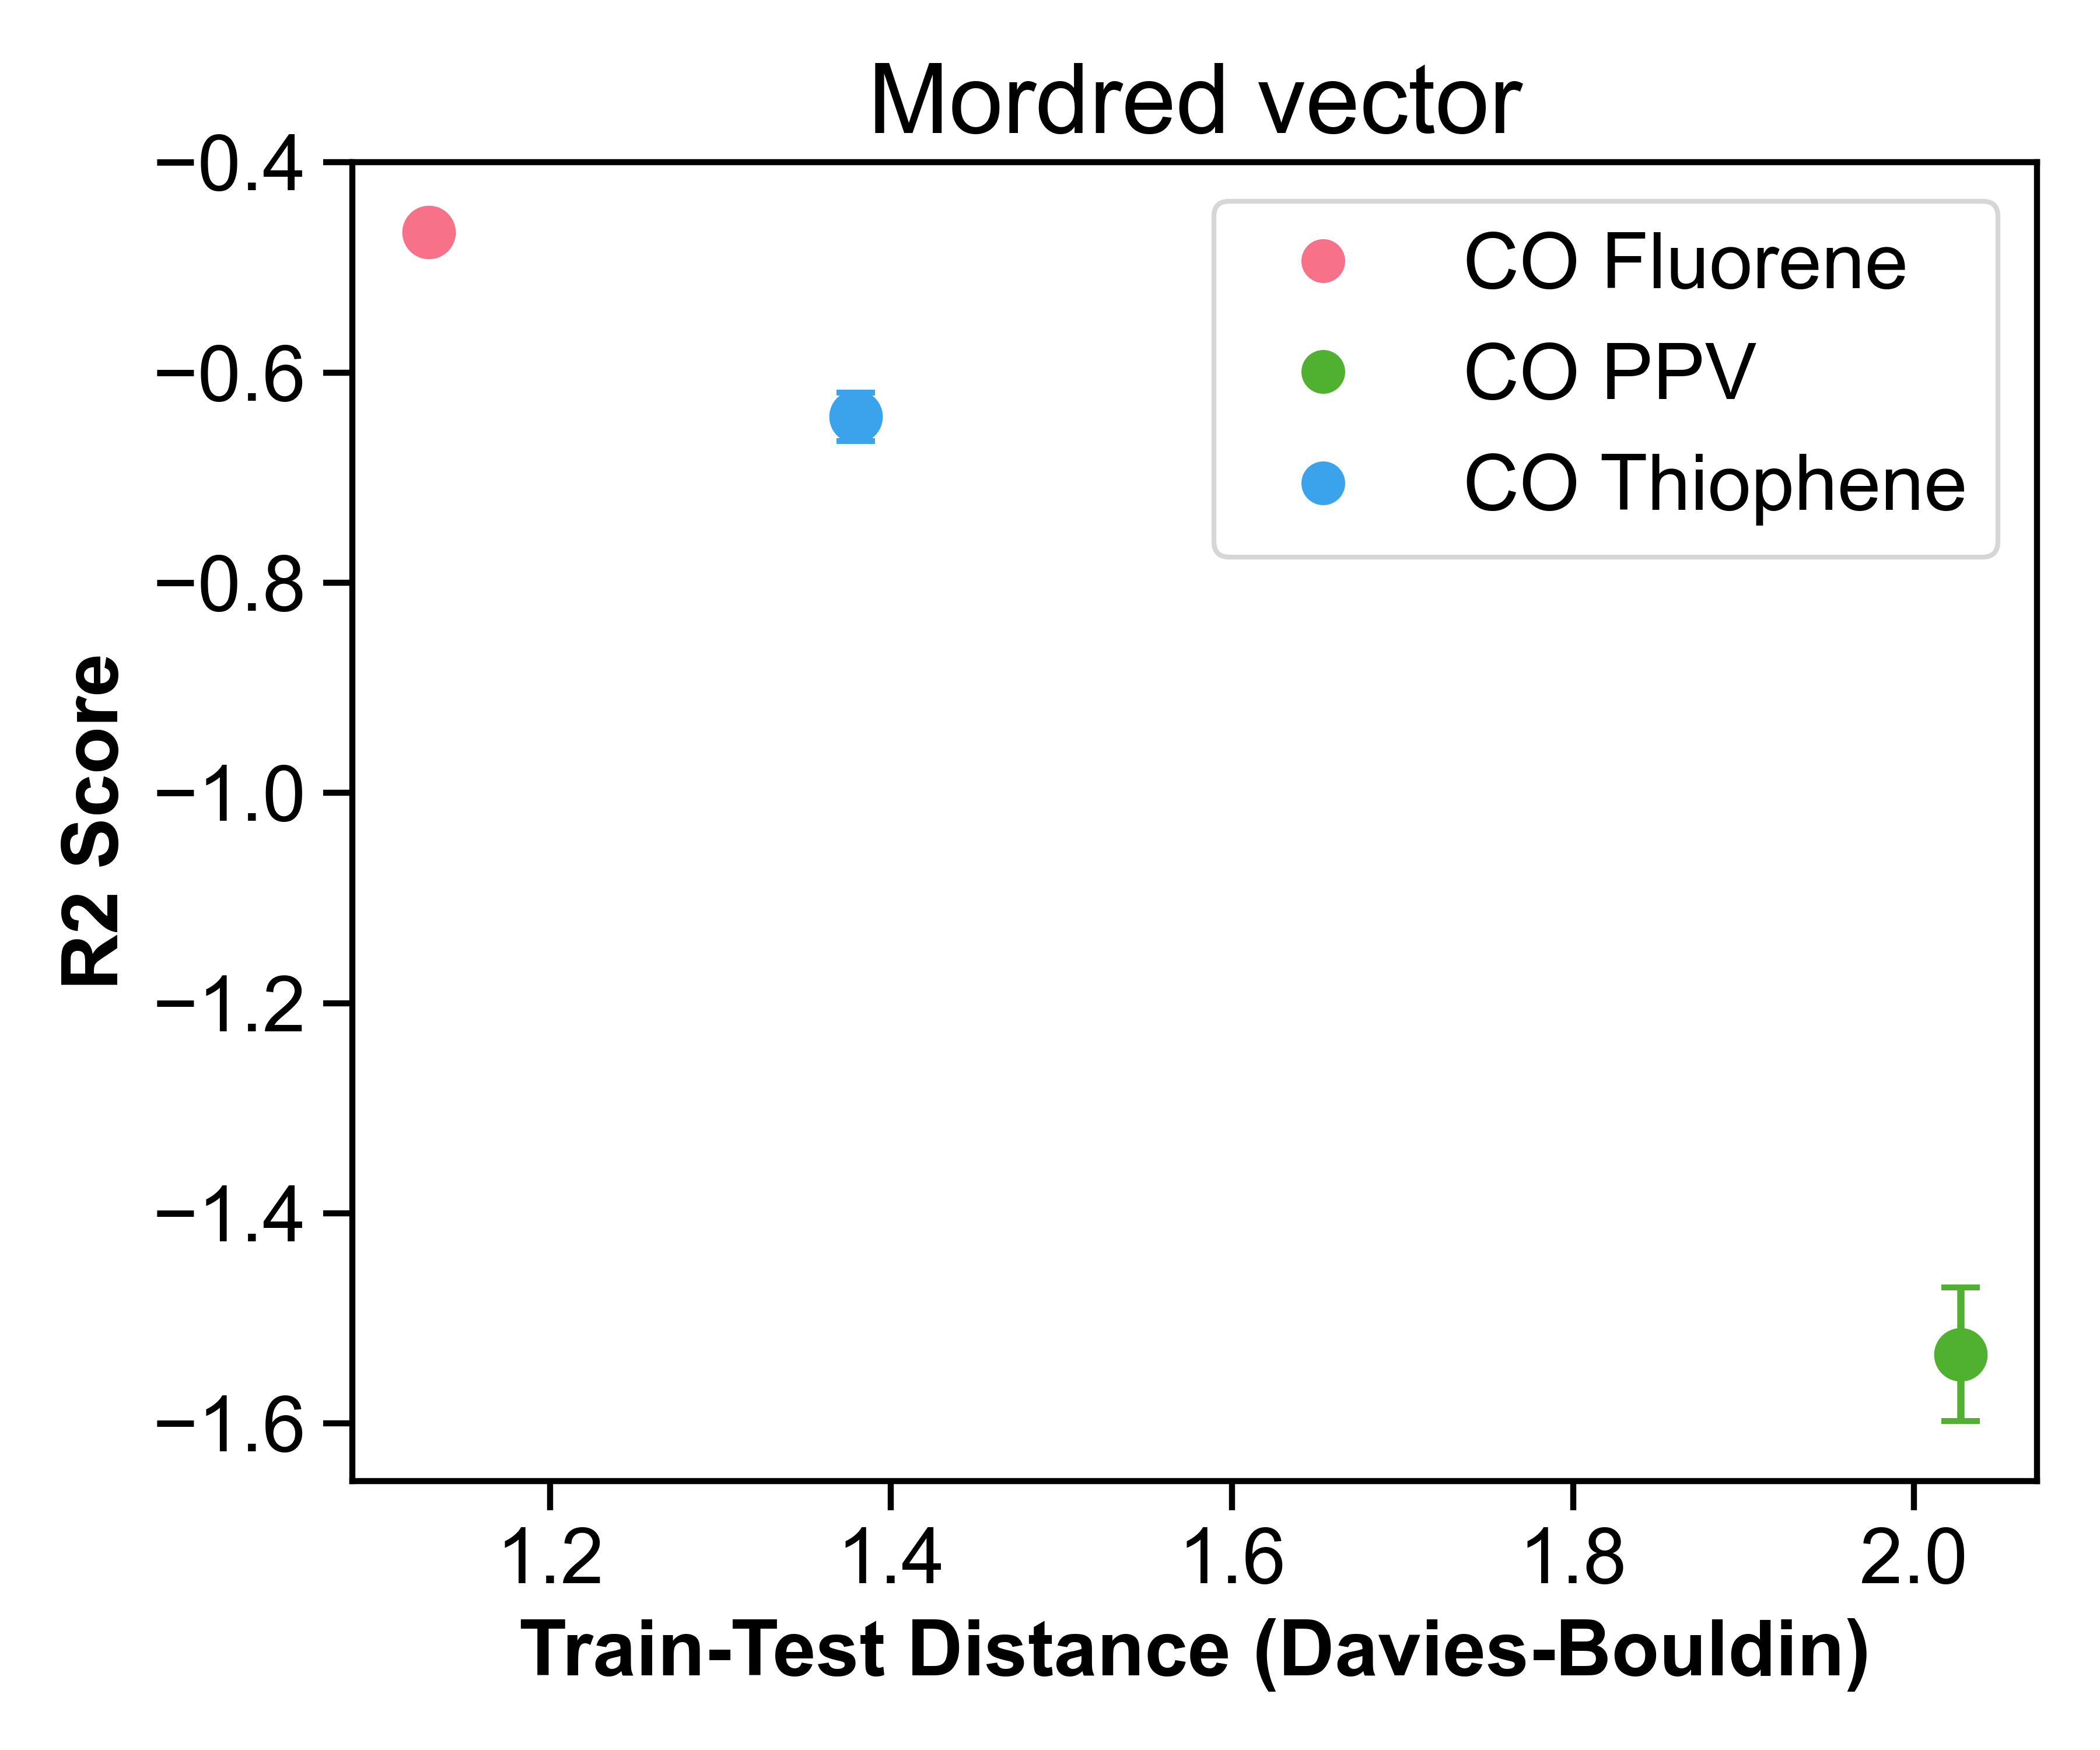 Mordred vector
−0.4
−0.6
−0.8
−1.0
−1.2
−1.4
−1.6
R2 Score
CO Fluorene
CO PPV
CO Thiophene
1.2 1.4 1.6 1.8 2.0
Train-Test Distance (Davies-Bouldin)